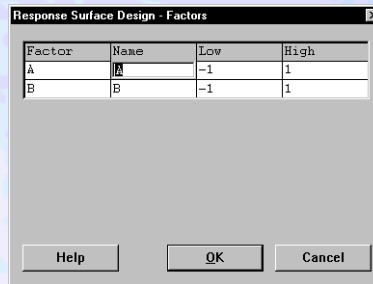 Response Surface Design - Factors
Factor Name Low High
A A -1 1
B B -1 1
Help OK Cancel